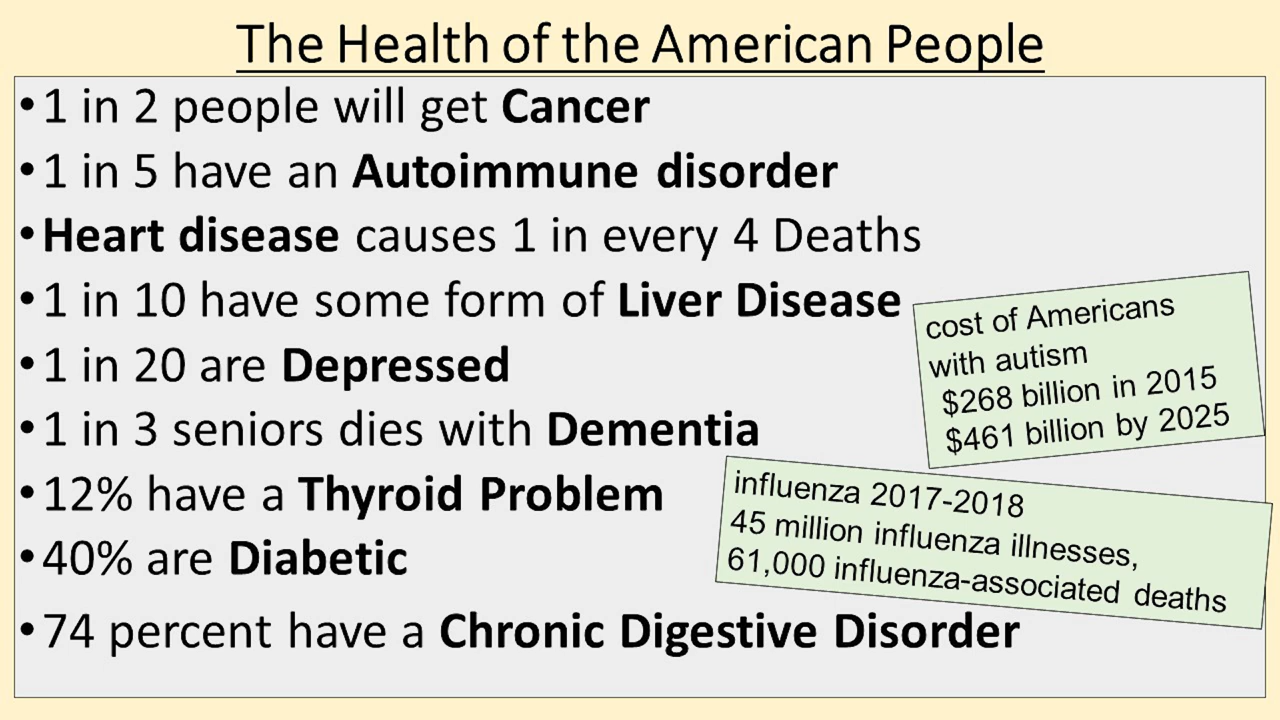 The Health of the American People
•1 in 2 people will get Cancer
•1 in 5 have an Autoimmune disorder
•Heart disease causes 1 in every 4 Deaths
•1 in 10 have some form of Liver Disease
•1 in 20 are Depressed
•1 in 3 seniors dies with Dementia
•12% have a Thyroid Problem
•40% are Diabetic
•74 percent have a Chronic Digestive Disorder
cost of Americans
with autism
$268 billion in 2015
$461 billion by 2025
influenza 2017-2018
45 million influenza illnesses,
61,000 influenza-associated deaths